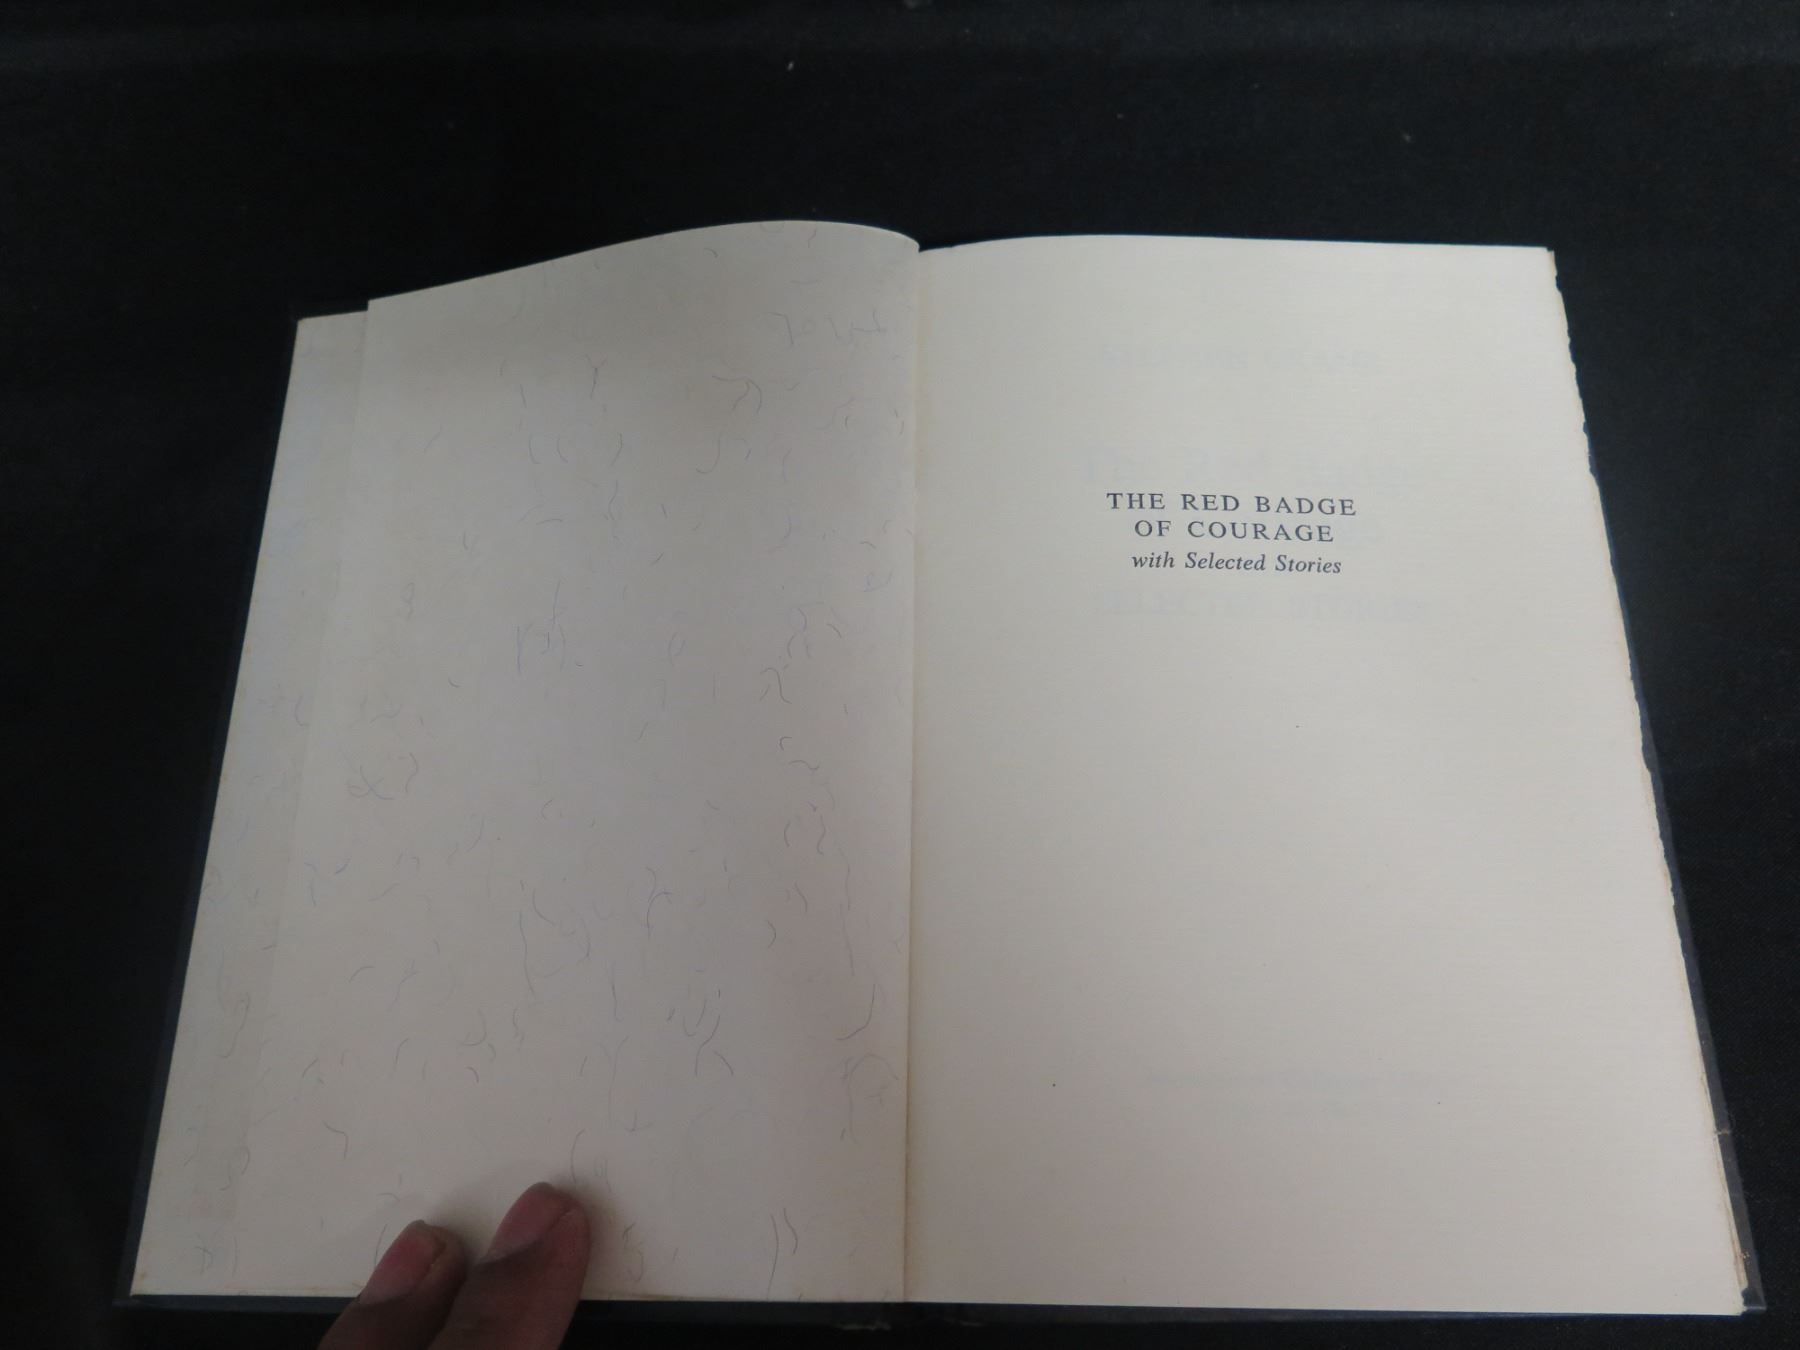 THE RED BADGE
OF COURAGE
with Selected Stories